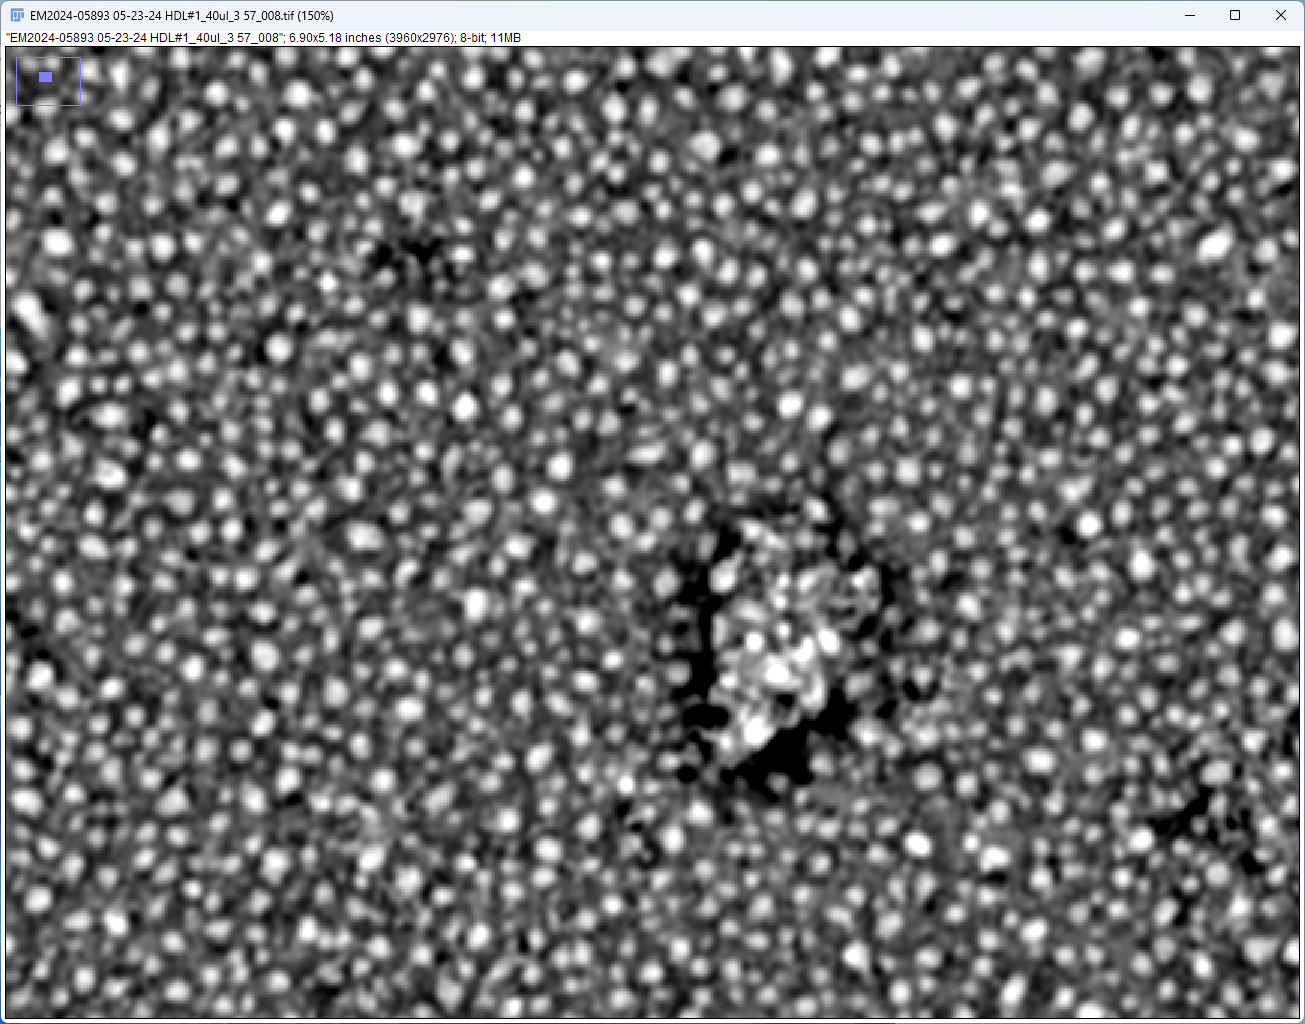 EM2024-05893 05-23-24 HDL#1_40ul_3 57_008.tif (150%)
"EM2024-05893 05-23-24 HDL#1_40ul_3 57_008"; 6.90x5.18 inches (3960x2976); 8-bit; 11MB